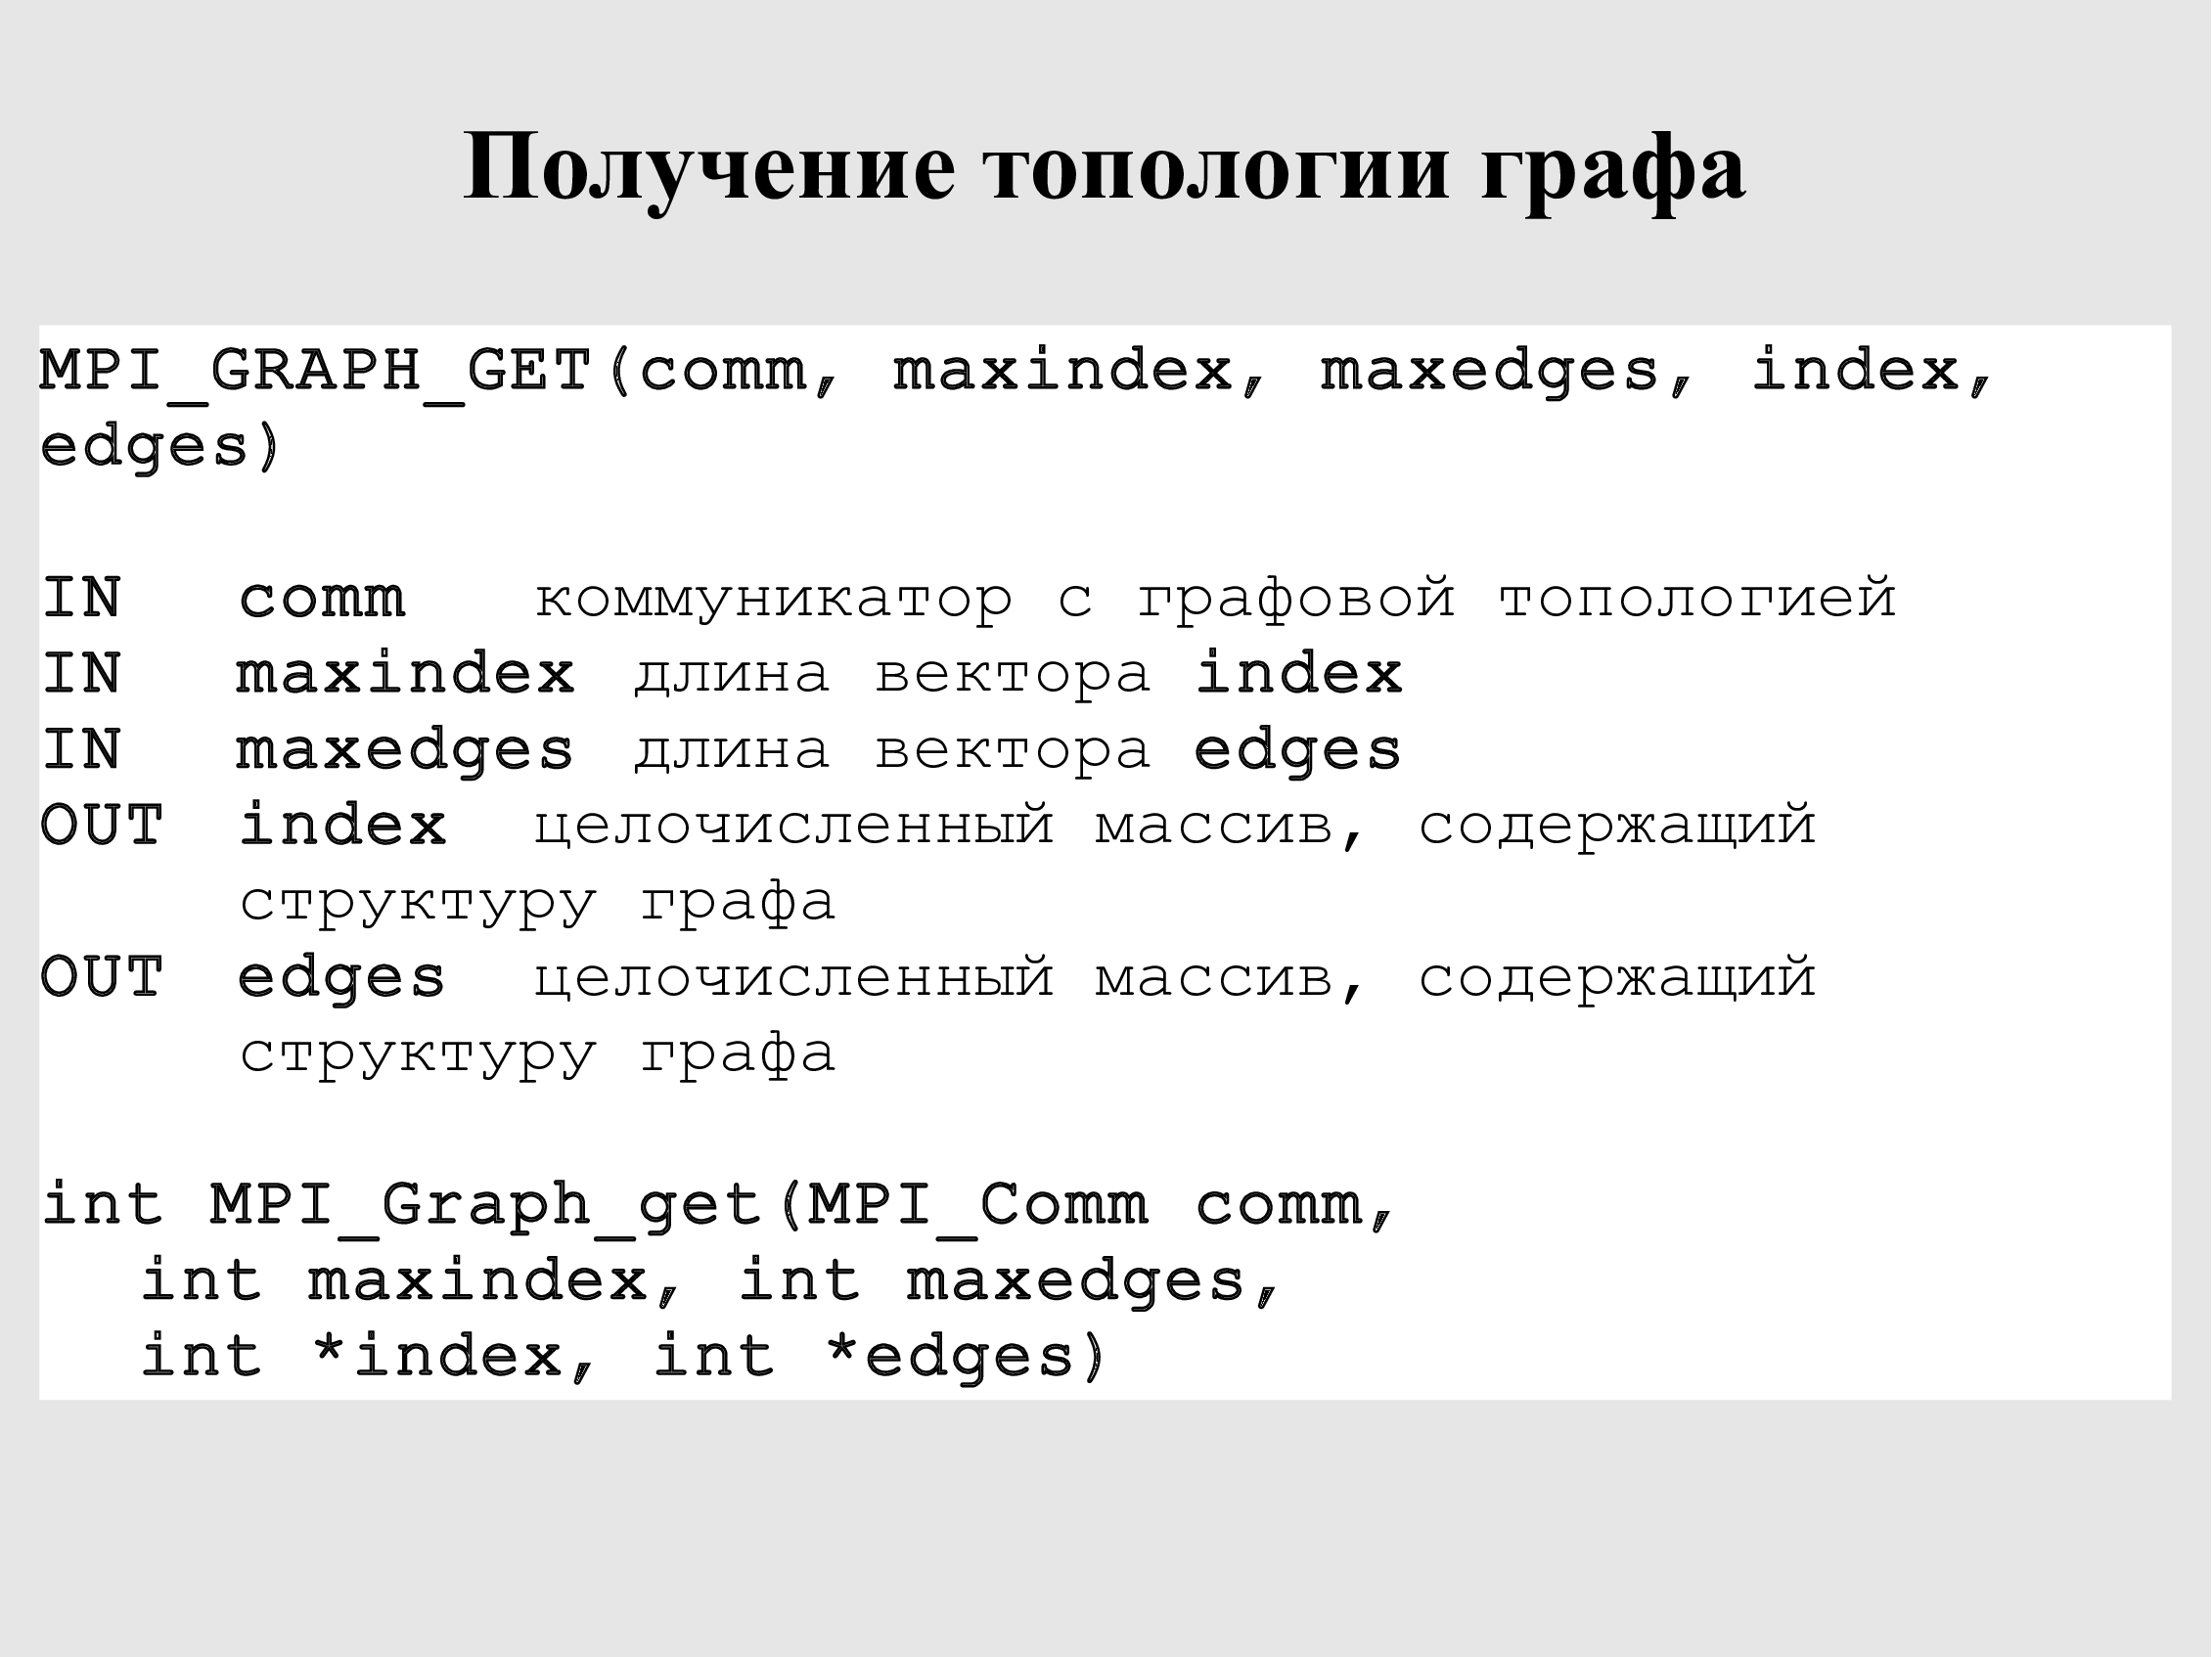 Получение топологии графа
MPI_GRAPH_GET(comm, maxindex, maxedges, index,
edges)
IN comm коммуникатор с графовой топологией
IN maxindex длина вектора index
IN maxedges длина вектора edges
OUT index целочисленный массив, содержащий
структуру графа
OUT edges целочисленный массив, содержащий
структуру графа
int MPI_Graph_get(MPI_Comm comm,
int maxindex, int maxedges,
int *index, int *edges)